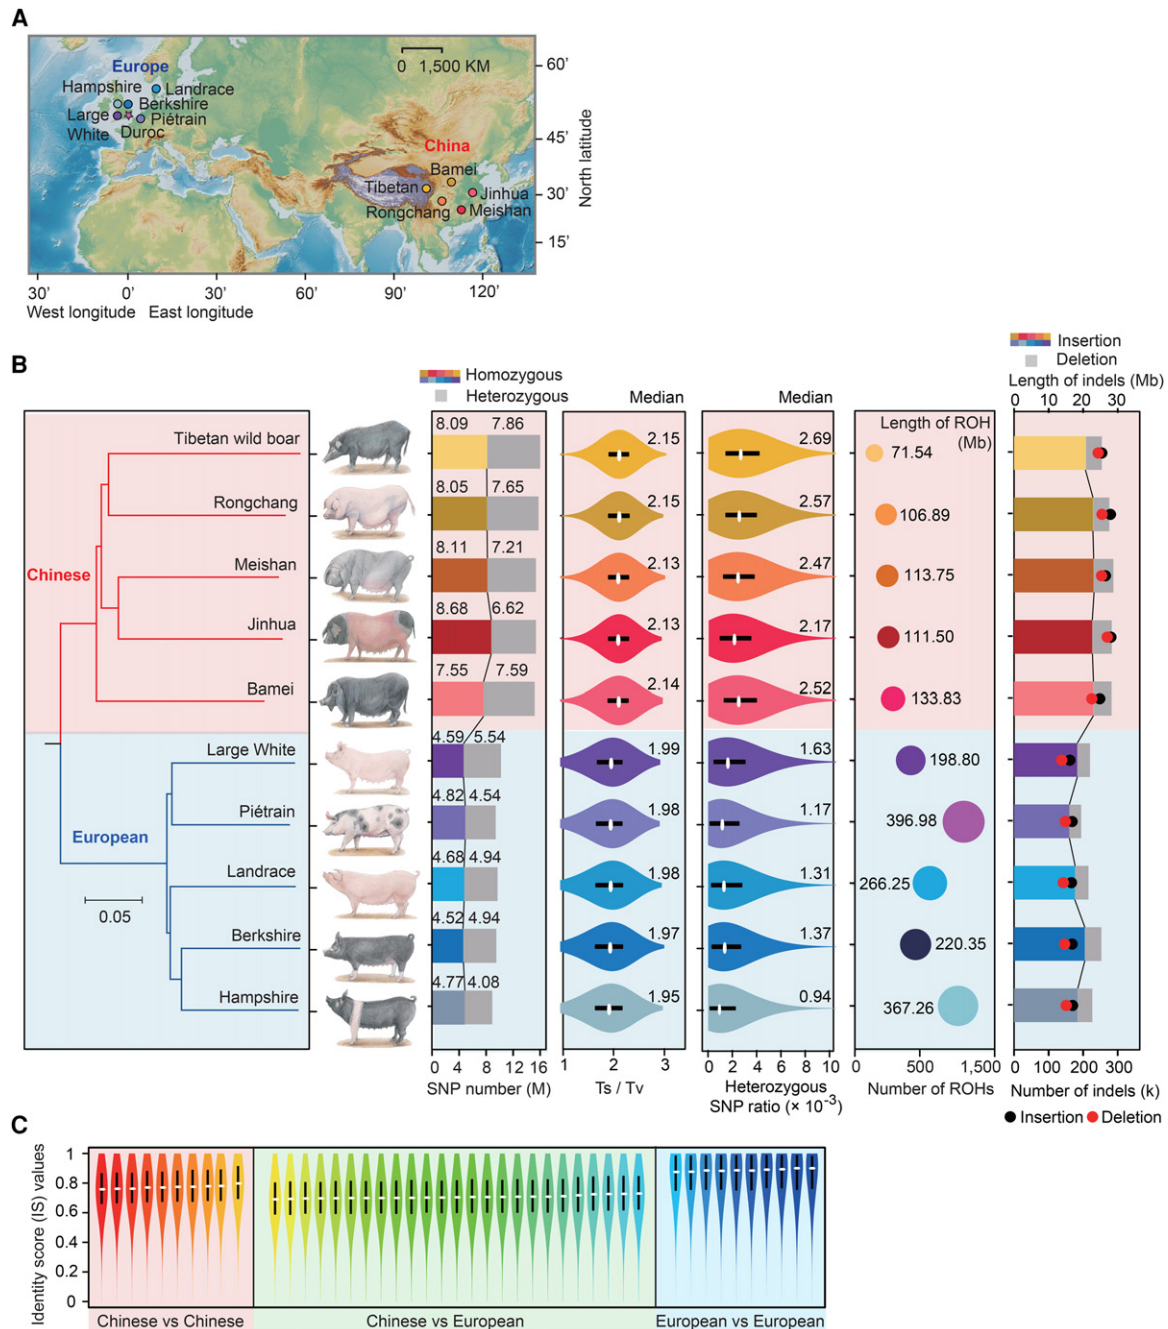 A
Europe
0 1,500 KM
60'
Hampshire
Landrace
Berkshire
Large
White
Piétrain
Duroc
45'
China
Bamei
Tibetan
Jinhua
30'
Rongchang
Meishan
15'
North latitude
30' 0' 30' 60' 90' 120'
West longitude East longitude
B
Homozygous
Heterozygous
Median
Median
Insertion
Deletion
Length of indels (Mb)
0 10 20 30
Length of ROH
(Mb)
Tibetan wild boar
8.09 7.86
2.15
2.69
71.54
Rongchang
8.05 7.65
2.15
2.57
106.89
Chinese
Meishan
8.11 7.21
2.13
2.47
113.75
Jinhua
8.68 6.62
2.13
2.17
111.50
Bamei
7.55 7.59
2.14
2.52
133.83
Large White
4.59 5.54
1.99
1.63
198.80
Piétrain
4.82 4.54
1.98
1.17
396.98
European
Landrace
4.68 4.94
1.98
1.31
266.25
0.05
Berkshire
4.52 4.94
1.97
1.37
220.35
Hampshire
4.77 4.08
1.95
0.94
367.26
0 4 8 12 16
SNP number (M)
1 2 3
Ts / Tv
0 2 4 6 8 10
Heterozygous
SNP ratio (× 10⁻³)
0 500 1,500
Number of ROHs
0 100 200 300
Number of indels (k)
Insertion Deletion
C
Identity score (IS) values
1
0.8
0.6
0.4
0.2
0
Chinese vs Chinese
Chinese vs European
European vs European